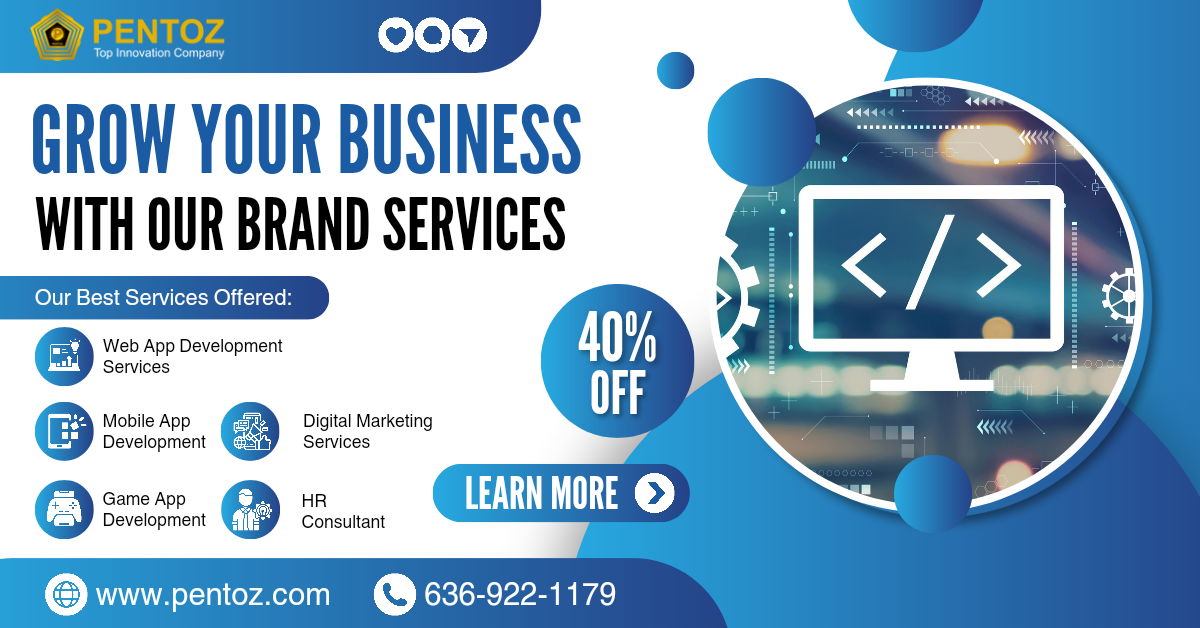 PENTOZ
Top Innovation Company
GROW YOUR BUSINESS
WITH OUR BRAND SERVICES
Our Best Services Offered:
Web App Development
Services
Mobile App
Development
Digital Marketing
Services
Game App
Development
HR
Consultant
40%
OFF
LEARN MORE
</>
www.pentoz.com
636-922-1179